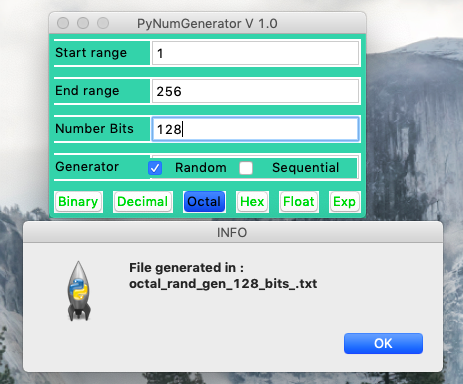 PyNumGenerator V 1.0
Start range 1
End range 256
Number Bits 128
Generator Random Sequential
Binary Decimal Octal Hex Float Exp
INFO
File generated in :
octal_rand_gen_128_bits_.txt
OK